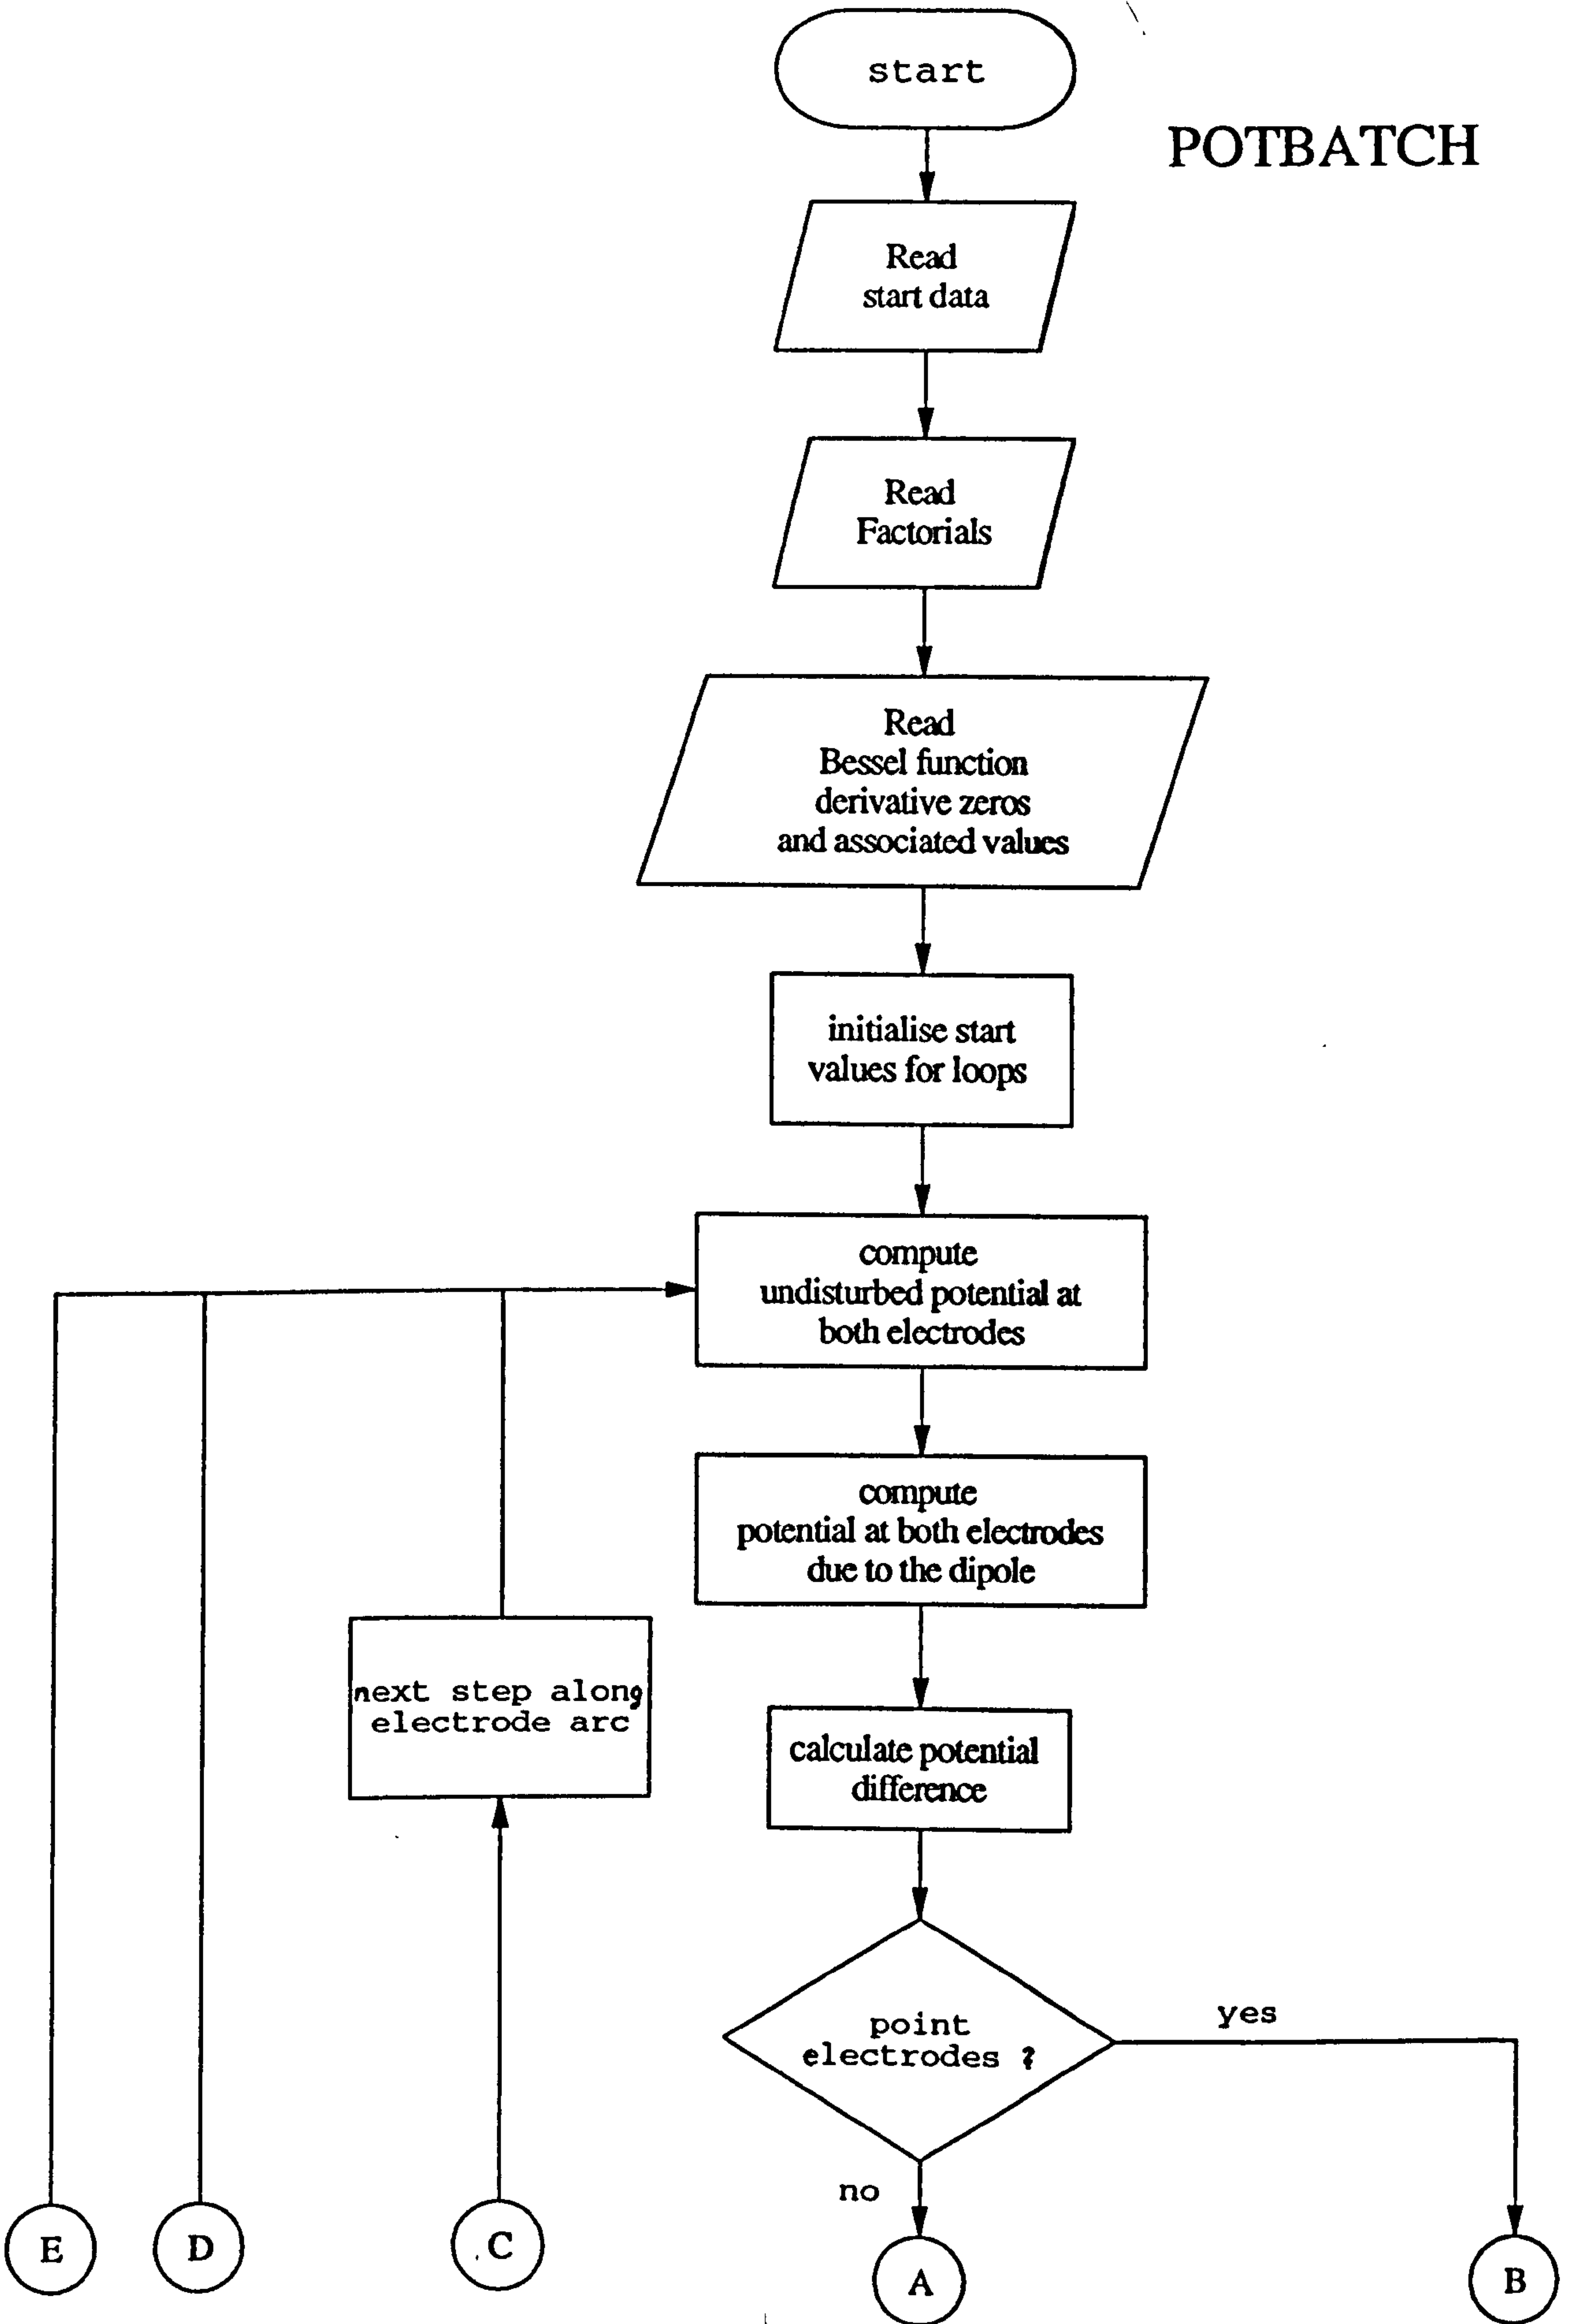 start
POTBATCH
Read
start data
Read
Factorials
Read
Bessel function
derivative zeros
and associated values
initialise start
values for loops
compute
undisturbed potential at
both electrodes
compute
potential at both electrodes
due to the dipole
next step along
electrode arc
calculate potential
difference
point
electrodes ?
yes
no
E
D
C
A
B